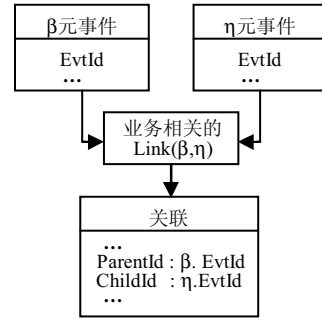 β元事件
EvtId
...
η元事件
EvtId
...
业务相关的
Link(β,η)
关联
...
ParentId : β. EvtId
ChildId : η.EvtId
...